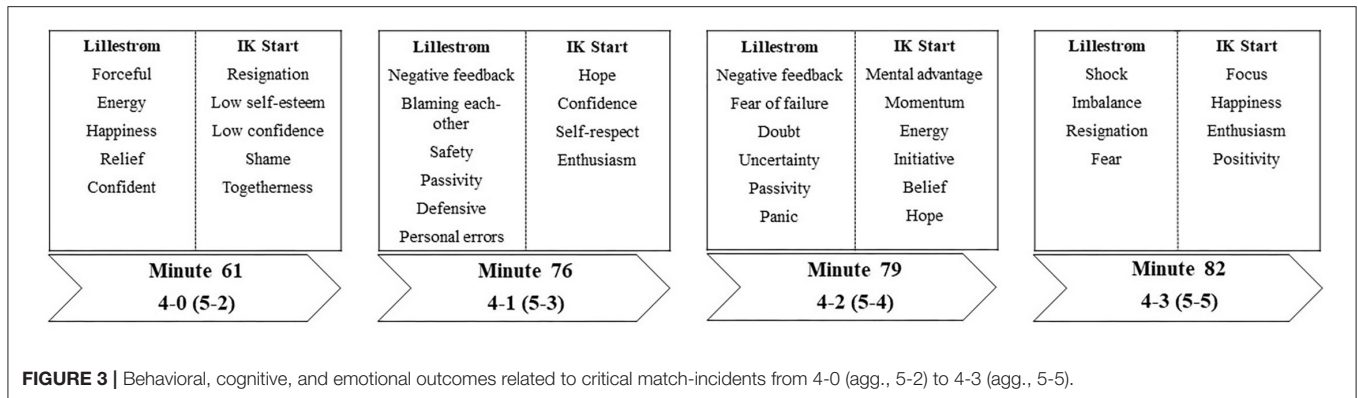 Lillestrøm
Forceful
Energy
Happiness
Relief
Confident
IK Start
Resignation
Low self-esteem
Low confidence
Shame
Togetherness
Minute 61
4-0 (5-2)
Lillestrøm
Negative feedback
Blaming each-
other
Safety
Passivity
Defensive
Personal errors
IK Start
Hope
Confidence
Self-respect
Enthusiasm
Minute 76
4-1 (5-3)
Lillestrøm
Negative feedback
Fear of failure
Doubt
Uncertainty
Passivity
Panic
IK Start
Mental advantage
Momentum
Energy
Initiative
Belief
Hope
Minute 79
4-2 (5-4)
Lillestrøm
Shock
Imbalance
Resignation
Fear
IK Start
Focus
Happiness
Enthusiasm
Positivity
Minute 82
4-3 (5-5)
FIGURE 3 | Behavioral, cognitive, and emotional outcomes related to critical match-incidents from 4-0 (agg., 5-2) to 4-3 (agg., 5-5).